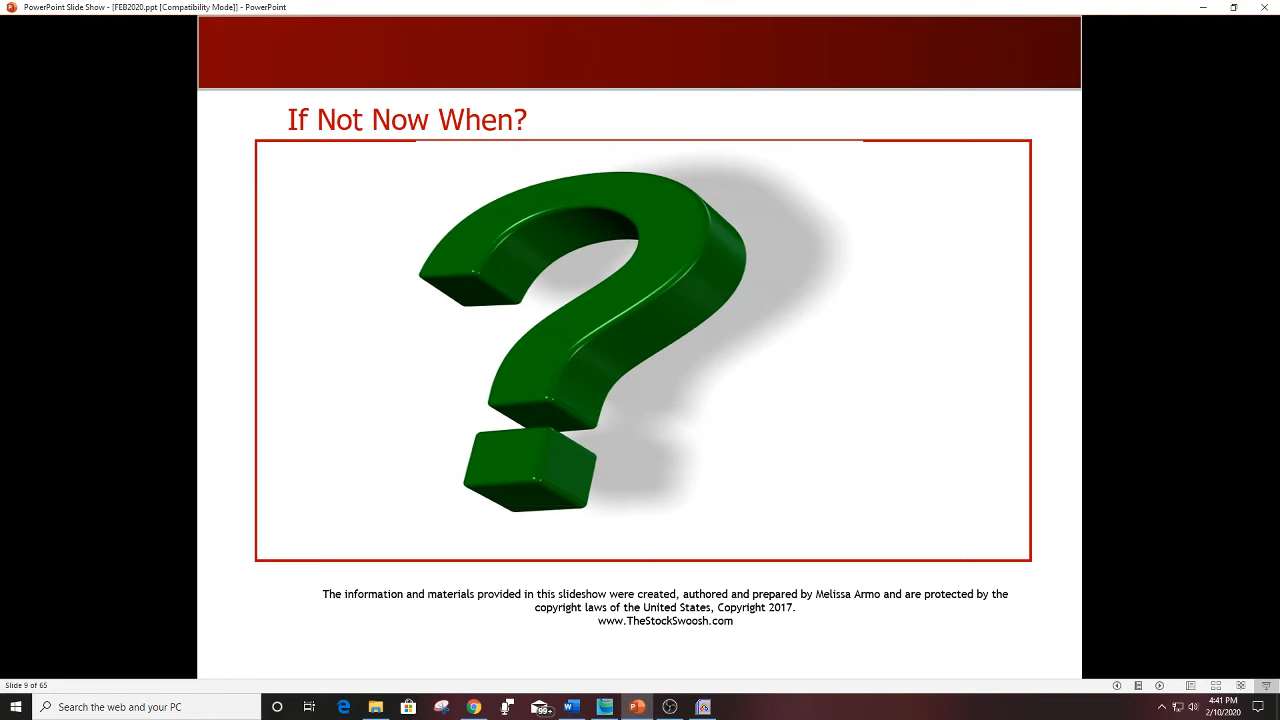 PowerPoint Slide Show - [FEB2020.ppt [Compatibility Mode]] - PowerPoint
If Not Now When?
The information and materials provided in this slideshow were created, authored and prepared by Melissa Armo and are protected by the
copyright laws of the United States, Copyright 2017.
www.TheStockSwoosh.com
Slide 9 of 65
Search the web and your PC
99+
4:41 PM
2/10/2020